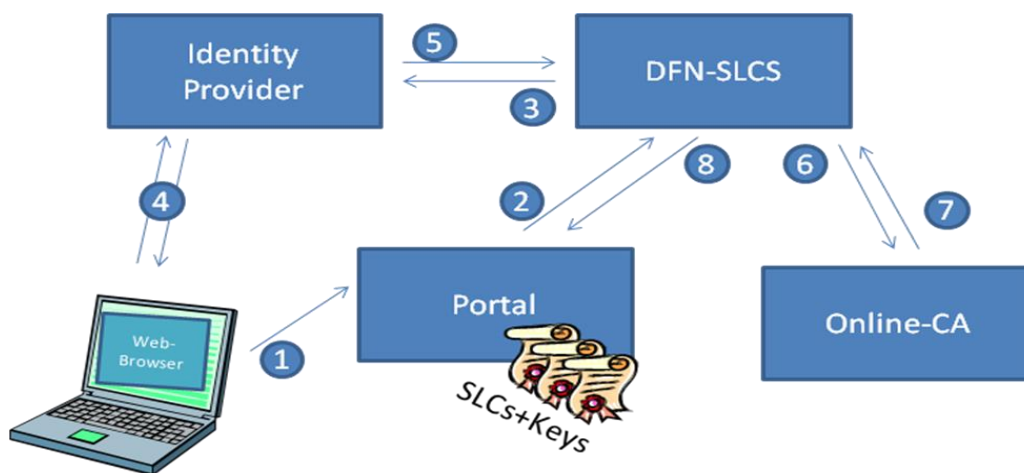 Identity
Provider
5
DFN-SLCS
3
4
2
8
6
7
Web-
Browser
1
Portal
Online-CA
SLCs+Keys